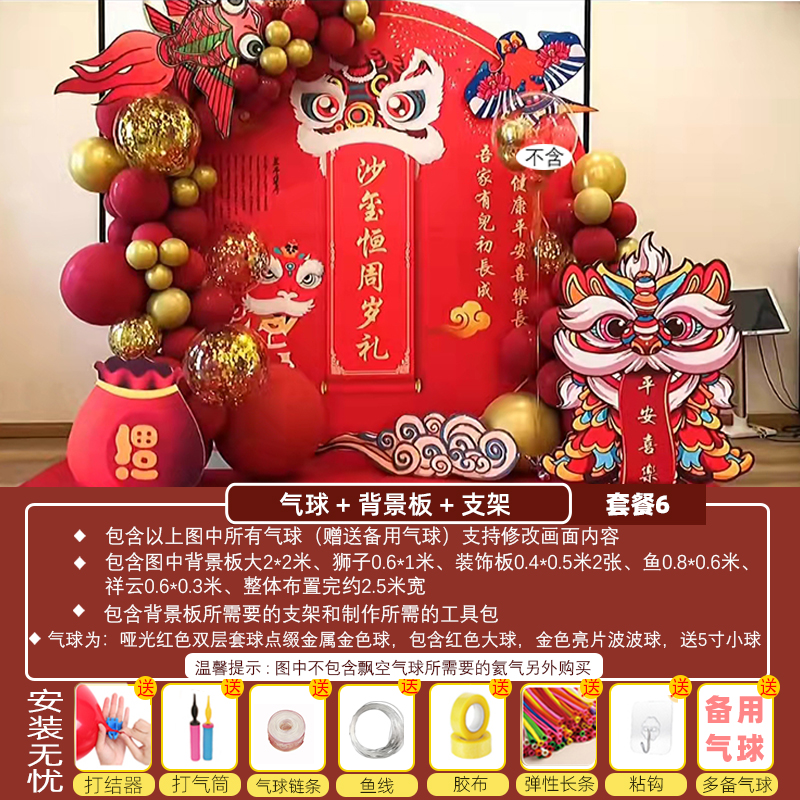 不含
沙玺恒周岁礼
吾家有兒初長成
健康平安喜樂長
平安喜樂
福
气球 + 背景板 + 支架
套餐6
◆ 包含以上图中所有气球（赠送备用气球）支持修改画面内容
◆ 包含图中背景板大2*2米、狮子0.6*1米、装饰板0.4*0.5米2张、鱼0.8*0.6米、
祥云0.6*0.3米、整体布置完约2.5米宽
◆ 包含背景板所需要的支架和制作所需的工具包
◆ 气球为：哑光红色双层套球点缀金属金色球，包含红色大球，金色亮片波波球，送5寸小球
温馨提示 : 图中不包含飘空气球所需要的氦气另外购买
安装无忧
送
打结器
送
打气筒
送
气球链条
送
鱼线
送
胶布
送
弹性长条
送
粘钩
送
备用
气球
多备气球